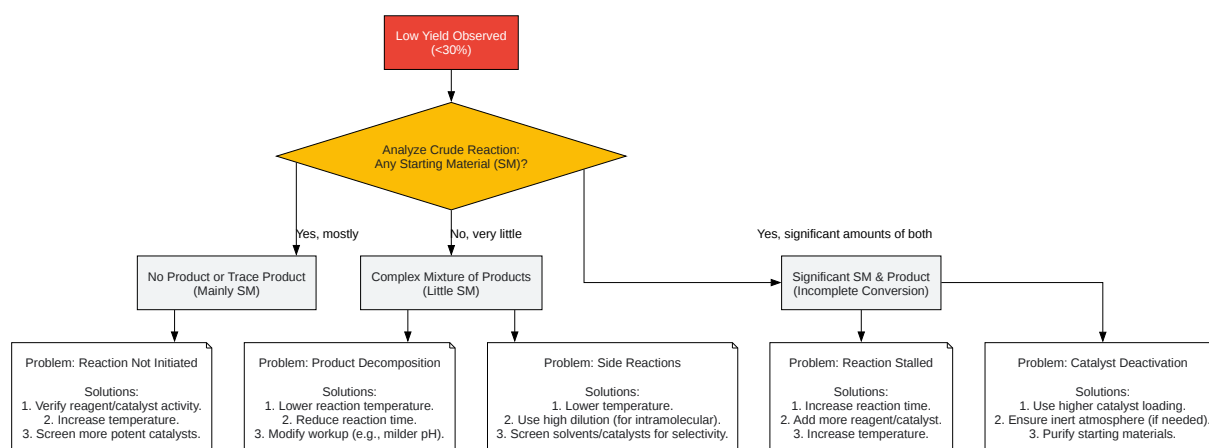 Low Yield Observed
(<30%)
Analyze Crude Reaction:
Any Starting Material (SM)?
Yes, mostly
No, very little
Yes, significant amounts of both
No Product or Trace Product
(Mainly SM)
Complex Mixture of Products
(Little SM)
Significant SM & Product
(Incomplete Conversion)
Problem: Reaction Not Initiated
Solutions:
1. Verify reagent/catalyst activity.
2. Increase temperature.
3. Screen more potent catalysts.
Problem: Product Decomposition
Solutions:
1. Lower reaction temperature.
2. Reduce reaction time.
3. Modify workup (e.g., milder pH).
Problem: Side Reactions
Solutions:
1. Lower temperature.
2. Use high dilution (for intramolecular).
3. Screen solvents/catalysts for selectivity.
Problem: Reaction Stalled
Solutions:
1. Increase reaction time.
2. Add more reagent/catalyst.
3. Increase temperature.
Problem: Catalyst Deactivation
Solutions:
1. Use higher catalyst loading.
2. Ensure inert atmosphere (if needed).
3. Purify starting materials.